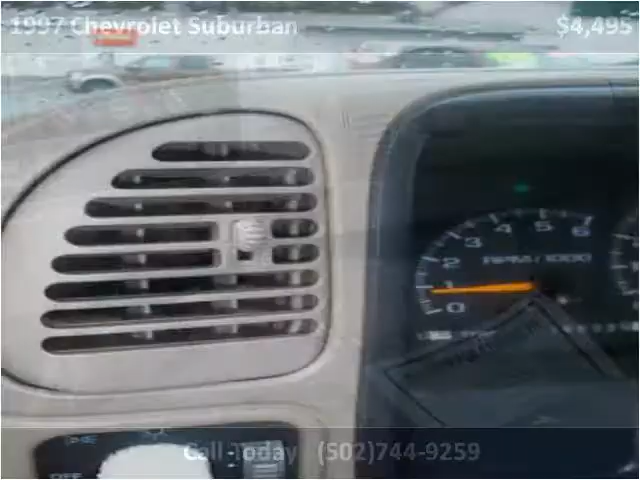 1997 Chevrolet Suburban $4,495
3 4 5 6
2 RPM/1000
1
0
OFF
Call Today (502)744-9259